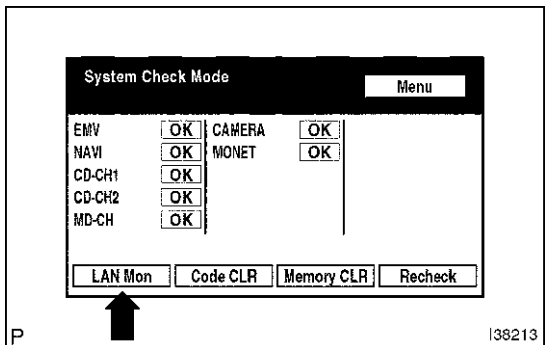 System Check Mode
Menu
EMV OK CAMERA OK
NAVI OK MONET OK
CD-CH1 OK
CD-CH2 OK
MD-CH OK
LAN Mon Code CLR Memory CLR Recheck
P I38213